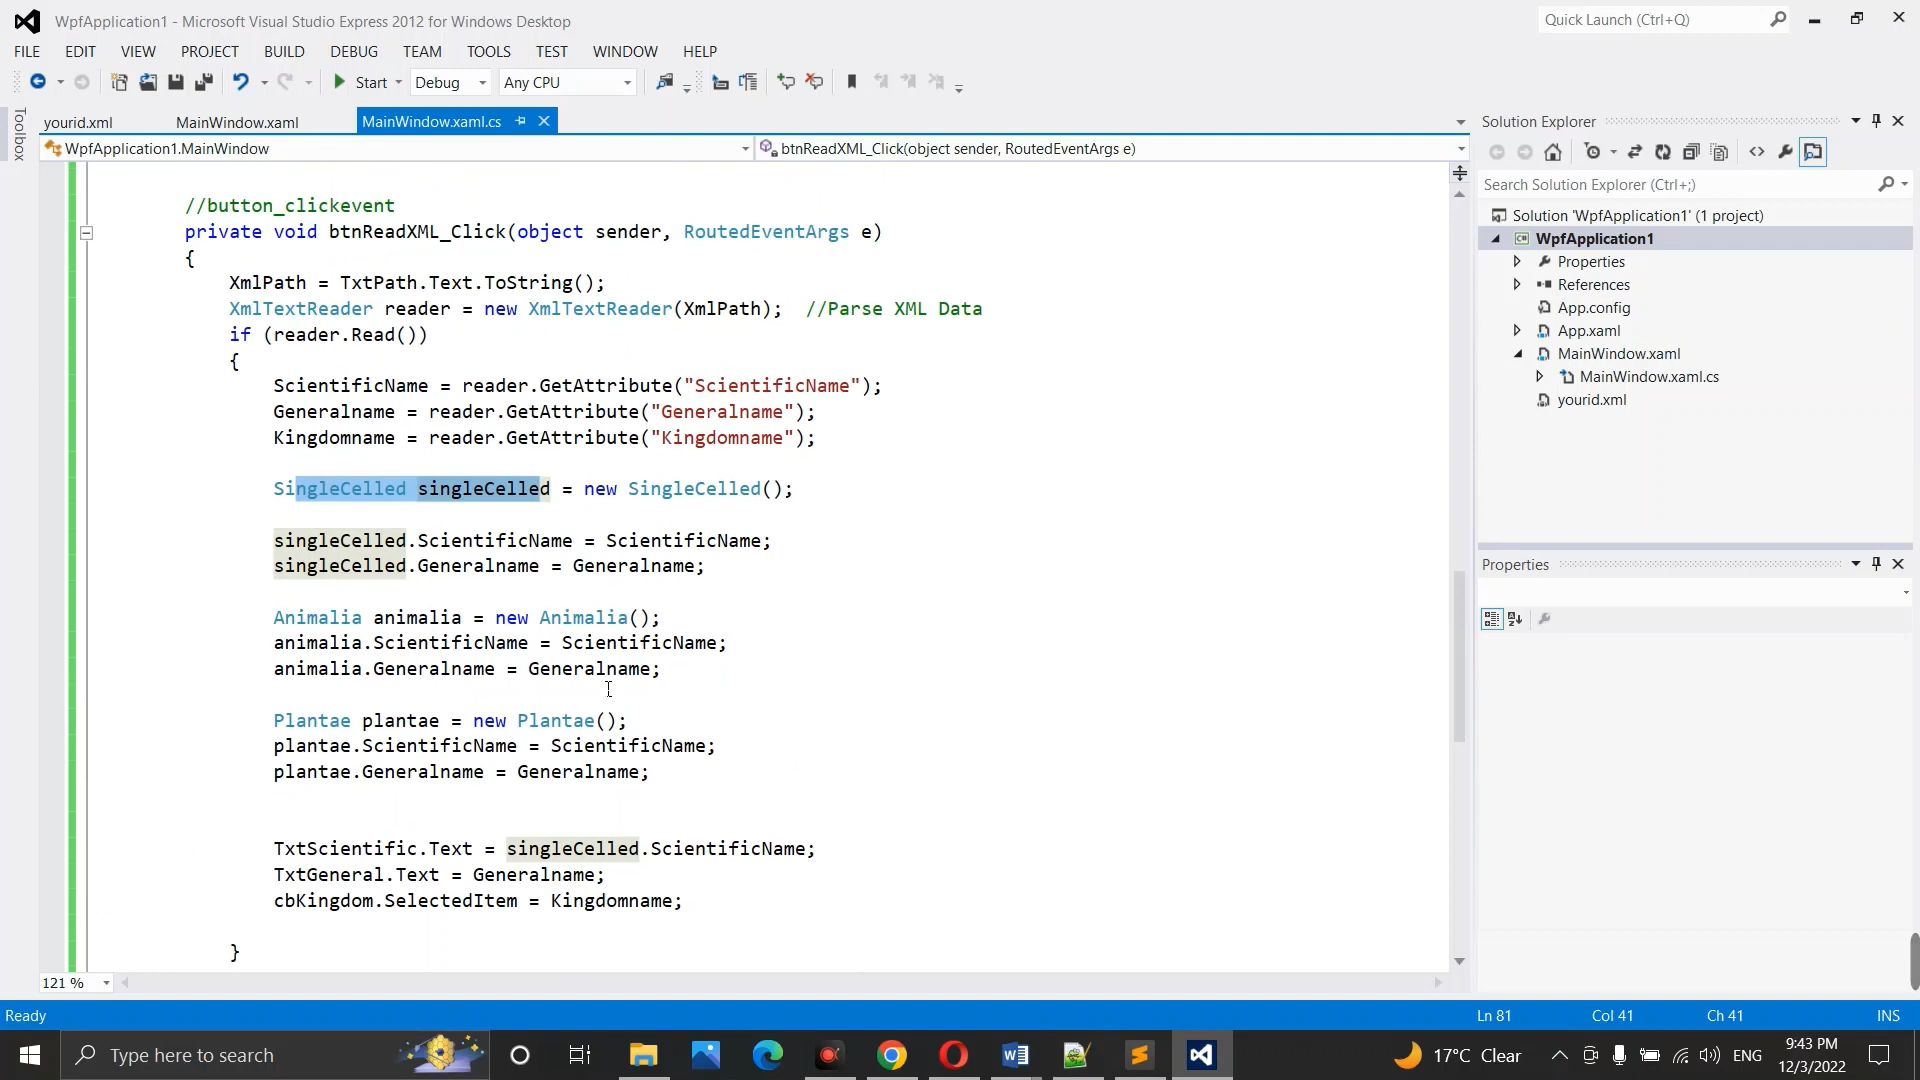 WpfApplication1 - Microsoft Visual Studio Express 2012 for Windows Desktop
Quick Launch (Ctrl+Q)
FILE EDIT VIEW PROJECT BUILD DEBUG TEAM TOOLS TEST WINDOW HELP
Start Debug Any CPU
Toolbox
yourid.xml MainWindow.xaml MainWindow.xaml.cs
WpfApplication1.MainWindow btnReadXML_Click(object sender, RoutedEventArgs e)
//button_clickevent
private void btnReadXML_Click(object sender, RoutedEventArgs e)
{
XmlPath = TxtPath.Text.ToString();
XmlTextReader reader = new XmlTextReader(XmlPath); //Parse XML Data
if (reader.Read())
{
ScientificName = reader.GetAttribute("ScientificName");
Generalname = reader.GetAttribute("Generalname");
Kingdomname = reader.GetAttribute("Kingdomname");
SingleCelled singleCelled = new SingleCelled();
singleCelled.ScientificName = ScientificName;
singleCelled.Generalname = Generalname;
Animalia animalia = new Animalia();
animalia.ScientificName = ScientificName;
animalia.Generalname = Generalname;
Plantae plantae = new Plantae();
plantae.ScientificName = ScientificName;
plantae.Generalname = Generalname;
TxtScientific.Text = singleCelled.ScientificName;
TxtGeneral.Text = Generalname;
cbKingdom.SelectedItem = Kingdomname;
}
121 %
Solution Explorer
Search Solution Explorer (Ctrl+;)
Solution 'WpfApplication1' (1 project)
WpfApplication1
Properties
References
App.config
App.xaml
MainWindow.xaml
MainWindow.xaml.cs
yourid.xml
Properties
Ready Ln 81 Col 41 Ch 41 INS
Type here to search
17°C Clear
ENG
9:43 PM
12/3/2022